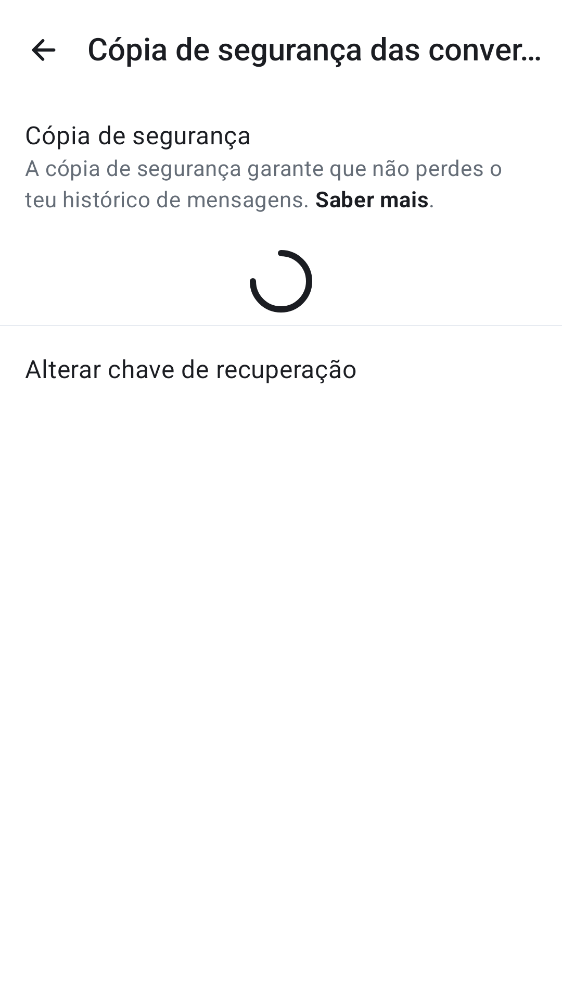 Cópia de segurança das conver...
Cópia de segurança
A cópia de segurança garante que não perdes o
teu histórico de mensagens. Saber mais.
Alterar chave de recuperação